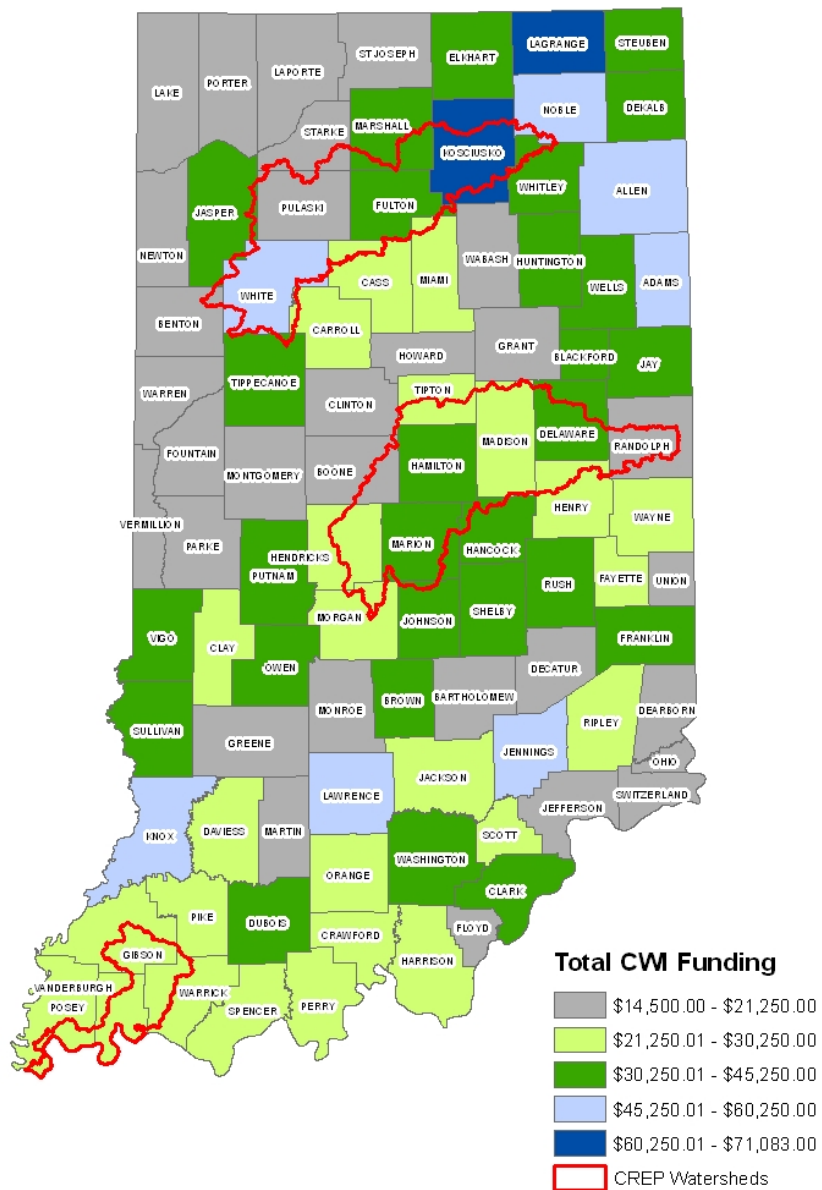 LAKE
PORTER
LAPORTE
ST JOSEPH
ELKHART
LAGRANGE
STEUBEN
NOBLE
DEKALB
STARKE
MARSHALL
KOSCIUSKO
WHITLEY
ALLEN
JASPER
PULASKI
FULTON
NEWTON
WHITE
CASS
MIAMI
WABASH
HUNTINGTON
WELLS
ADAMS
BENTON
CARROLL
HOWARD
GRANT
BLACKFORD
JAY
WARREN
TIPPECANOE
CLINTON
TIPTON
MADISON
DELAWARE
RANDOLPH
FOUNTAIN
MONTGOMERY
BOONE
HAMILTON
HENRY
WAYNE
VERMILLION
PARKE
PUTNAM
HENDRICKS
MARION
HANCOCK
RUSH
FAYETTE
UNION
VIGO
CLAY
OWEN
MORGAN
JOHNSON
SHELBY
FRANKLIN
SULLIVAN
GREENE
MONROE
BROWN
BARTHOLOMEW
DECATUR
RIPLEY
DEARBORN
OHIO
KNOX
DAVIESS
MARTIN
LAWRENCE
JACKSON
JENNINGS
JEFFERSON
SWITZERLAND
SCOTT
ORANGE
WASHINGTON
CLARK
PIKE
DUBOIS
CRAWFORD
FLOYD
HARRISON
GIBSON
VANDERBURGH
POSEY
WARRICK
SPENCER
PERRY
Total CWI Funding
$14,500.00 - $21,250.00
$21,250.01 - $30,250.00
$30,250.01 - $45,250.00
$45,250.01 - $60,250.00
$60,250.01 - $71,083.00
CREP Watersheds